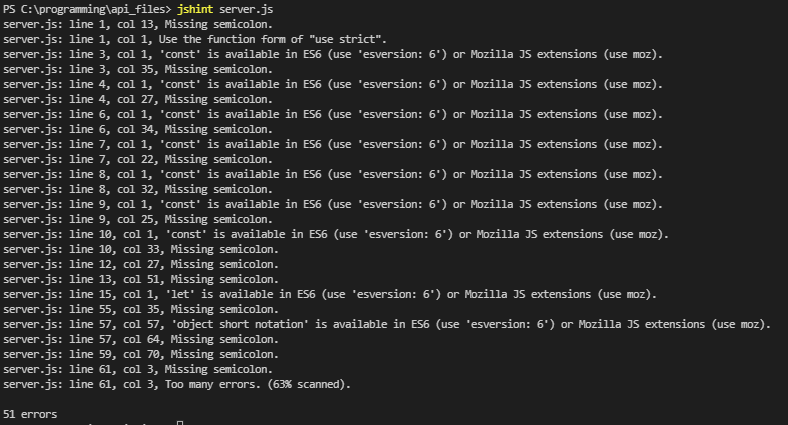 PS C:\programming\api_files> jshint server.js
server.js: line 1, col 13, Missing semicolon.
server.js: line 1, col 1, Use the function form of "use strict".
server.js: line 3, col 1, 'const' is available in ES6 (use 'esversion: 6') or Mozilla JS extensions (use moz).
server.js: line 3, col 35, Missing semicolon.
server.js: line 4, col 1, 'const' is available in ES6 (use 'esversion: 6') or Mozilla JS extensions (use moz).
server.js: line 4, col 27, Missing semicolon.
server.js: line 6, col 1, 'const' is available in ES6 (use 'esversion: 6') or Mozilla JS extensions (use moz).
server.js: line 6, col 34, Missing semicolon.
server.js: line 7, col 1, 'const' is available in ES6 (use 'esversion: 6') or Mozilla JS extensions (use moz).
server.js: line 7, col 22, Missing semicolon.
server.js: line 8, col 1, 'const' is available in ES6 (use 'esversion: 6') or Mozilla JS extensions (use moz).
server.js: line 8, col 32, Missing semicolon.
server.js: line 9, col 1, 'const' is available in ES6 (use 'esversion: 6') or Mozilla JS extensions (use moz).
server.js: line 9, col 25, Missing semicolon.
server.js: line 10, col 1, 'const' is available in ES6 (use 'esversion: 6') or Mozilla JS extensions (use moz).
server.js: line 10, col 33, Missing semicolon.
server.js: line 12, col 27, Missing semicolon.
server.js: line 13, col 51, Missing semicolon.
server.js: line 15, col 1, 'let' is available in ES6 (use 'esversion: 6') or Mozilla JS extensions (use moz).
server.js: line 55, col 35, Missing semicolon.
server.js: line 57, col 57, 'object short notation' is available in ES6 (use 'esversion: 6') or Mozilla JS extensions (use moz).
server.js: line 57, col 64, Missing semicolon.
server.js: line 59, col 70, Missing semicolon.
server.js: line 61, col 3, Missing semicolon.
server.js: line 61, col 3, Too many errors. (63% scanned).
51 errors